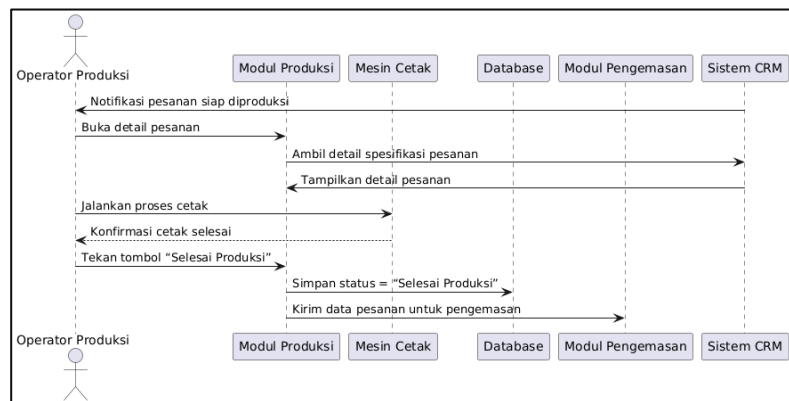 Operator Produksi
Modul Produksi
Mesin Cetak
Database
Modul Pengemasan
Sistem CRM
Notifikasi pesanan siap diproduksi
Buka detail pesanan
Ambil detail spesifikasi pesanan
Tampilkan detail pesanan
Jalankan proses cetak
Konfirmasi cetak selesai
Tekan tombol “Selesai Produksi”
Simpan status = “Selesai Produksi”
Kirim data pesanan untuk pengemasan
Operator Produksi
Modul Produksi
Mesin Cetak
Database
Modul Pengemasan
Sistem CRM